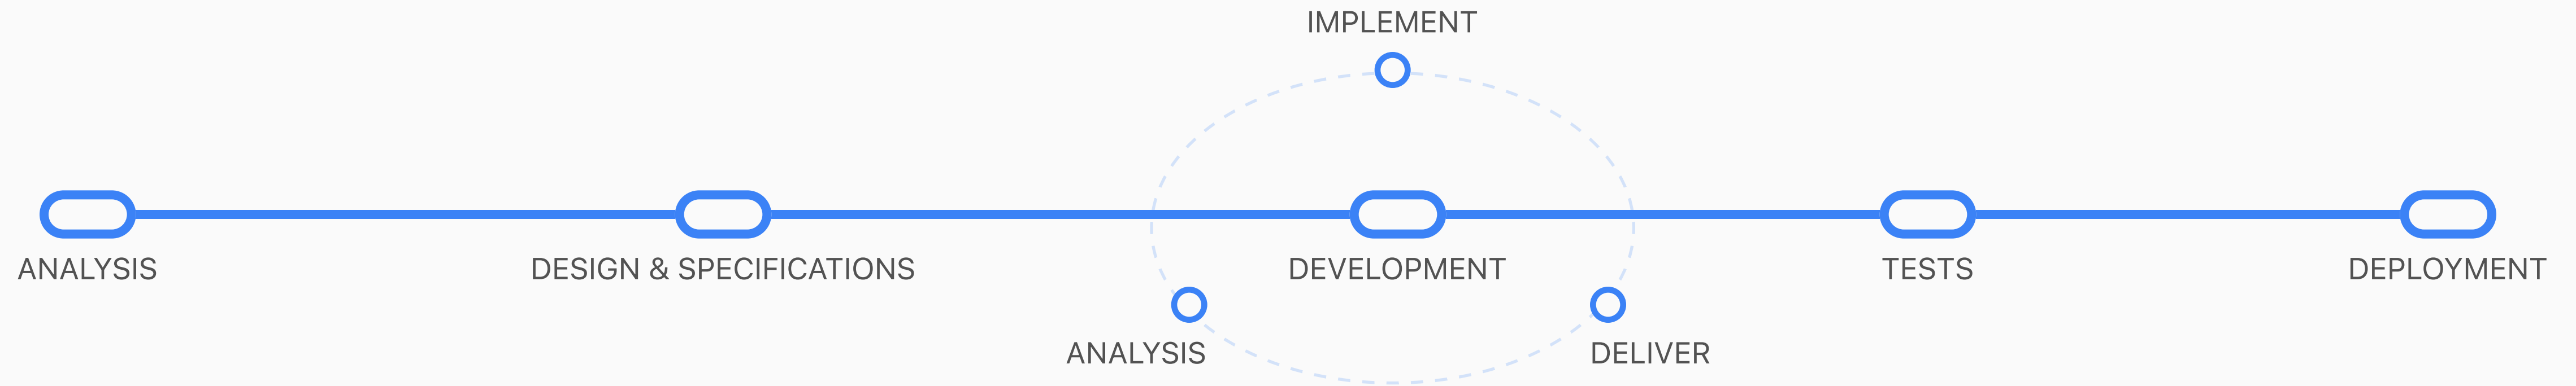 IMPLEMENT
ANALYSIS
DESIGN & SPECIFICATIONS
DEVELOPMENT
TESTS
DEPLOYMENT
ANALYSIS
DELIVER